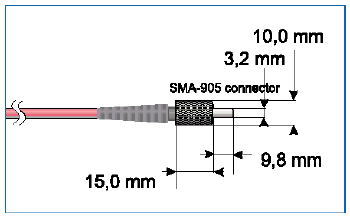 10,0 mm
3,2 mm
SMA-905 connector
9,8 mm
15,0 mm